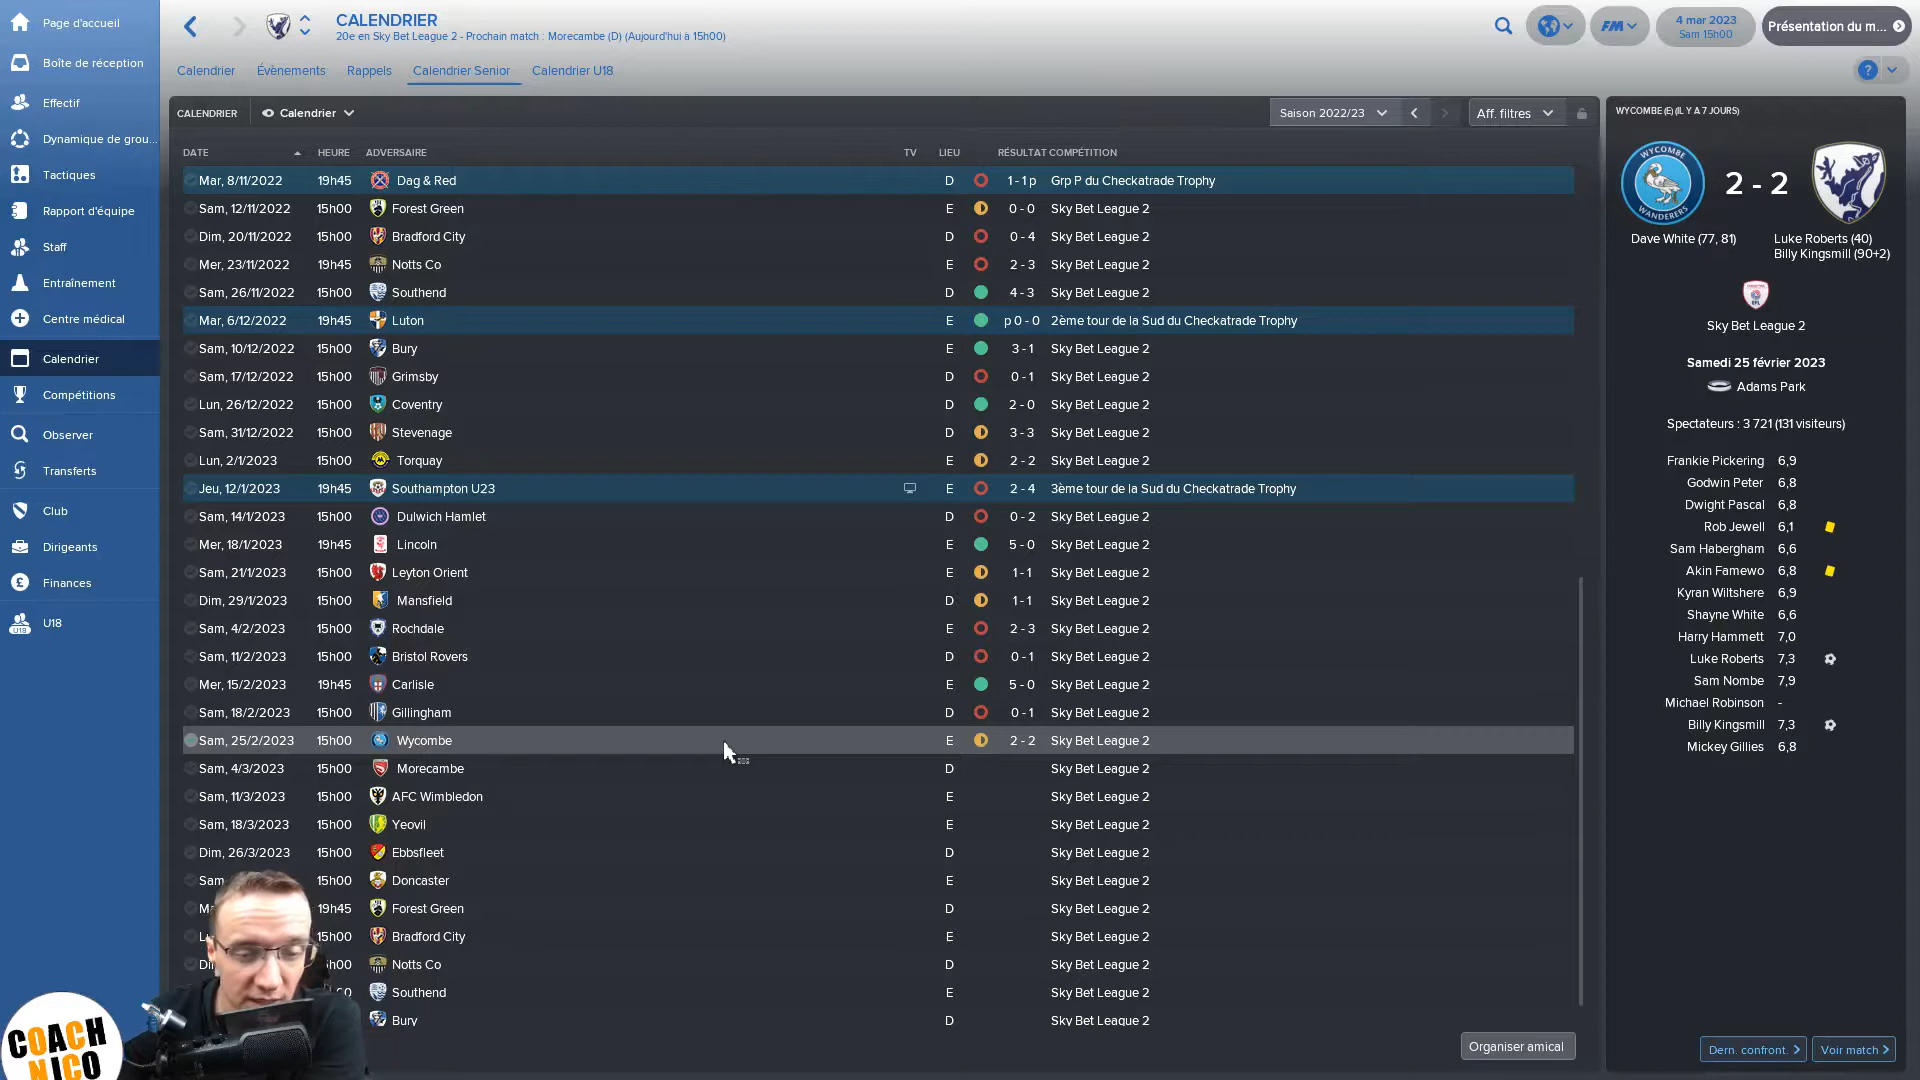 Page d'accueil
Boîte de réception
Effectif
Dynamique de grou...
Tactiques
Rapport d'équipe
Staff
Entraînement
Centre médical
Calendrier
Compétitions
Observer
Transferts
Club
Dirigeants
Finances
U18
CALENDRIER
20e en Sky Bet League 2 - Prochain match : Morecambe (D) (Aujourd'hui à 15h00)
FM
4 mar 2023
Sam 15h00
Présentation du m...
Calendrier Évènements Rappels Calendrier Senior Calendrier U18
?
CALENDRIER Calendrier Saison 2022/23 Aff. filtres
DATE HEURE ADVERSAIRE TV LIEU RÉSULTAT COMPÉTITION
Mar, 8/11/2022 19h45 Dag & Red D 1 - 1 p Grp P du Checkatrade Trophy
Sam, 12/11/2022 15h00 Forest Green E 0 - 0 Sky Bet League 2
Dim, 20/11/2022 15h00 Bradford City D 0 - 4 Sky Bet League 2
Mer, 23/11/2022 19h45 Notts Co E 2 - 3 Sky Bet League 2
Sam, 26/11/2022 15h00 Southend D 4 - 3 Sky Bet League 2
Mar, 6/12/2022 19h45 Luton E p 0 - 0 2ème tour de la Sud du Checkatrade Trophy
Sam, 10/12/2022 15h00 Bury E 3 - 1 Sky Bet League 2
Sam, 17/12/2022 15h00 Grimsby D 0 - 1 Sky Bet League 2
Lun, 26/12/2022 15h00 Coventry D 2 - 0 Sky Bet League 2
Sam, 31/12/2022 15h00 Stevenage D 3 - 3 Sky Bet League 2
Lun, 2/1/2023 15h00 Torquay E 2 - 2 Sky Bet League 2
Jeu, 12/1/2023 19h45 Southampton U23 E 2 - 4 3ème tour de la Sud du Checkatrade Trophy
Sam, 14/1/2023 15h00 Dulwich Hamlet D 0 - 2 Sky Bet League 2
Mer, 18/1/2023 19h45 Lincoln E 5 - 0 Sky Bet League 2
Sam, 21/1/2023 15h00 Leyton Orient E 1 - 1 Sky Bet League 2
Dim, 29/1/2023 15h00 Mansfield D 1 - 1 Sky Bet League 2
Sam, 4/2/2023 15h00 Rochdale E 2 - 3 Sky Bet League 2
Sam, 11/2/2023 15h00 Bristol Rovers D 0 - 1 Sky Bet League 2
Mer, 15/2/2023 19h45 Carlisle E 5 - 0 Sky Bet League 2
Sam, 18/2/2023 15h00 Gillingham D 0 - 1 Sky Bet League 2
Sam, 25/2/2023 15h00 Wycombe E 2 - 2 Sky Bet League 2
Sam, 4/3/2023 15h00 Morecambe D Sky Bet League 2
Sam, 11/3/2023 15h00 AFC Wimbledon E Sky Bet League 2
Sam, 18/3/2023 15h00 Yeovil E Sky Bet League 2
Dim, 26/3/2023 15h00 Ebbsfleet D Sky Bet League 2
Sam 15h00 Doncaster E Sky Bet League 2
19h45 Forest Green D Sky Bet League 2
15h00 Bradford City E Sky Bet League 2
Notts Co D Sky Bet League 2
Southend E Sky Bet League 2
Bury D Sky Bet League 2
Organiser amical
WYCOMBE (E) (IL Y A 7 JOURS)
WYCOMBE
WANDERERS
2 - 2
Dave White (77, 81)
Luke Roberts (40)
Billy Kingsmill (90+2)
EFL
Sky Bet League 2
Samedi 25 février 2023
Adams Park
Spectateurs : 3 721 (131 visiteurs)
Frankie Pickering 6,9
Godwin Peter 6,8
Dwight Pascal 6,8
Rob Jewell 6,1
Sam Habergham 6,6
Akin Famewo 6,8
Kyran Wiltshere 6,9
Shayne White 6,6
Harry Hammett 7,0
Luke Roberts 7,3
Sam Nombe 7,9
Michael Robinson -
Billy Kingsmill 7,3
Mickey Gillies 6,8
Dern. confront. Voir match
COACH
NICO